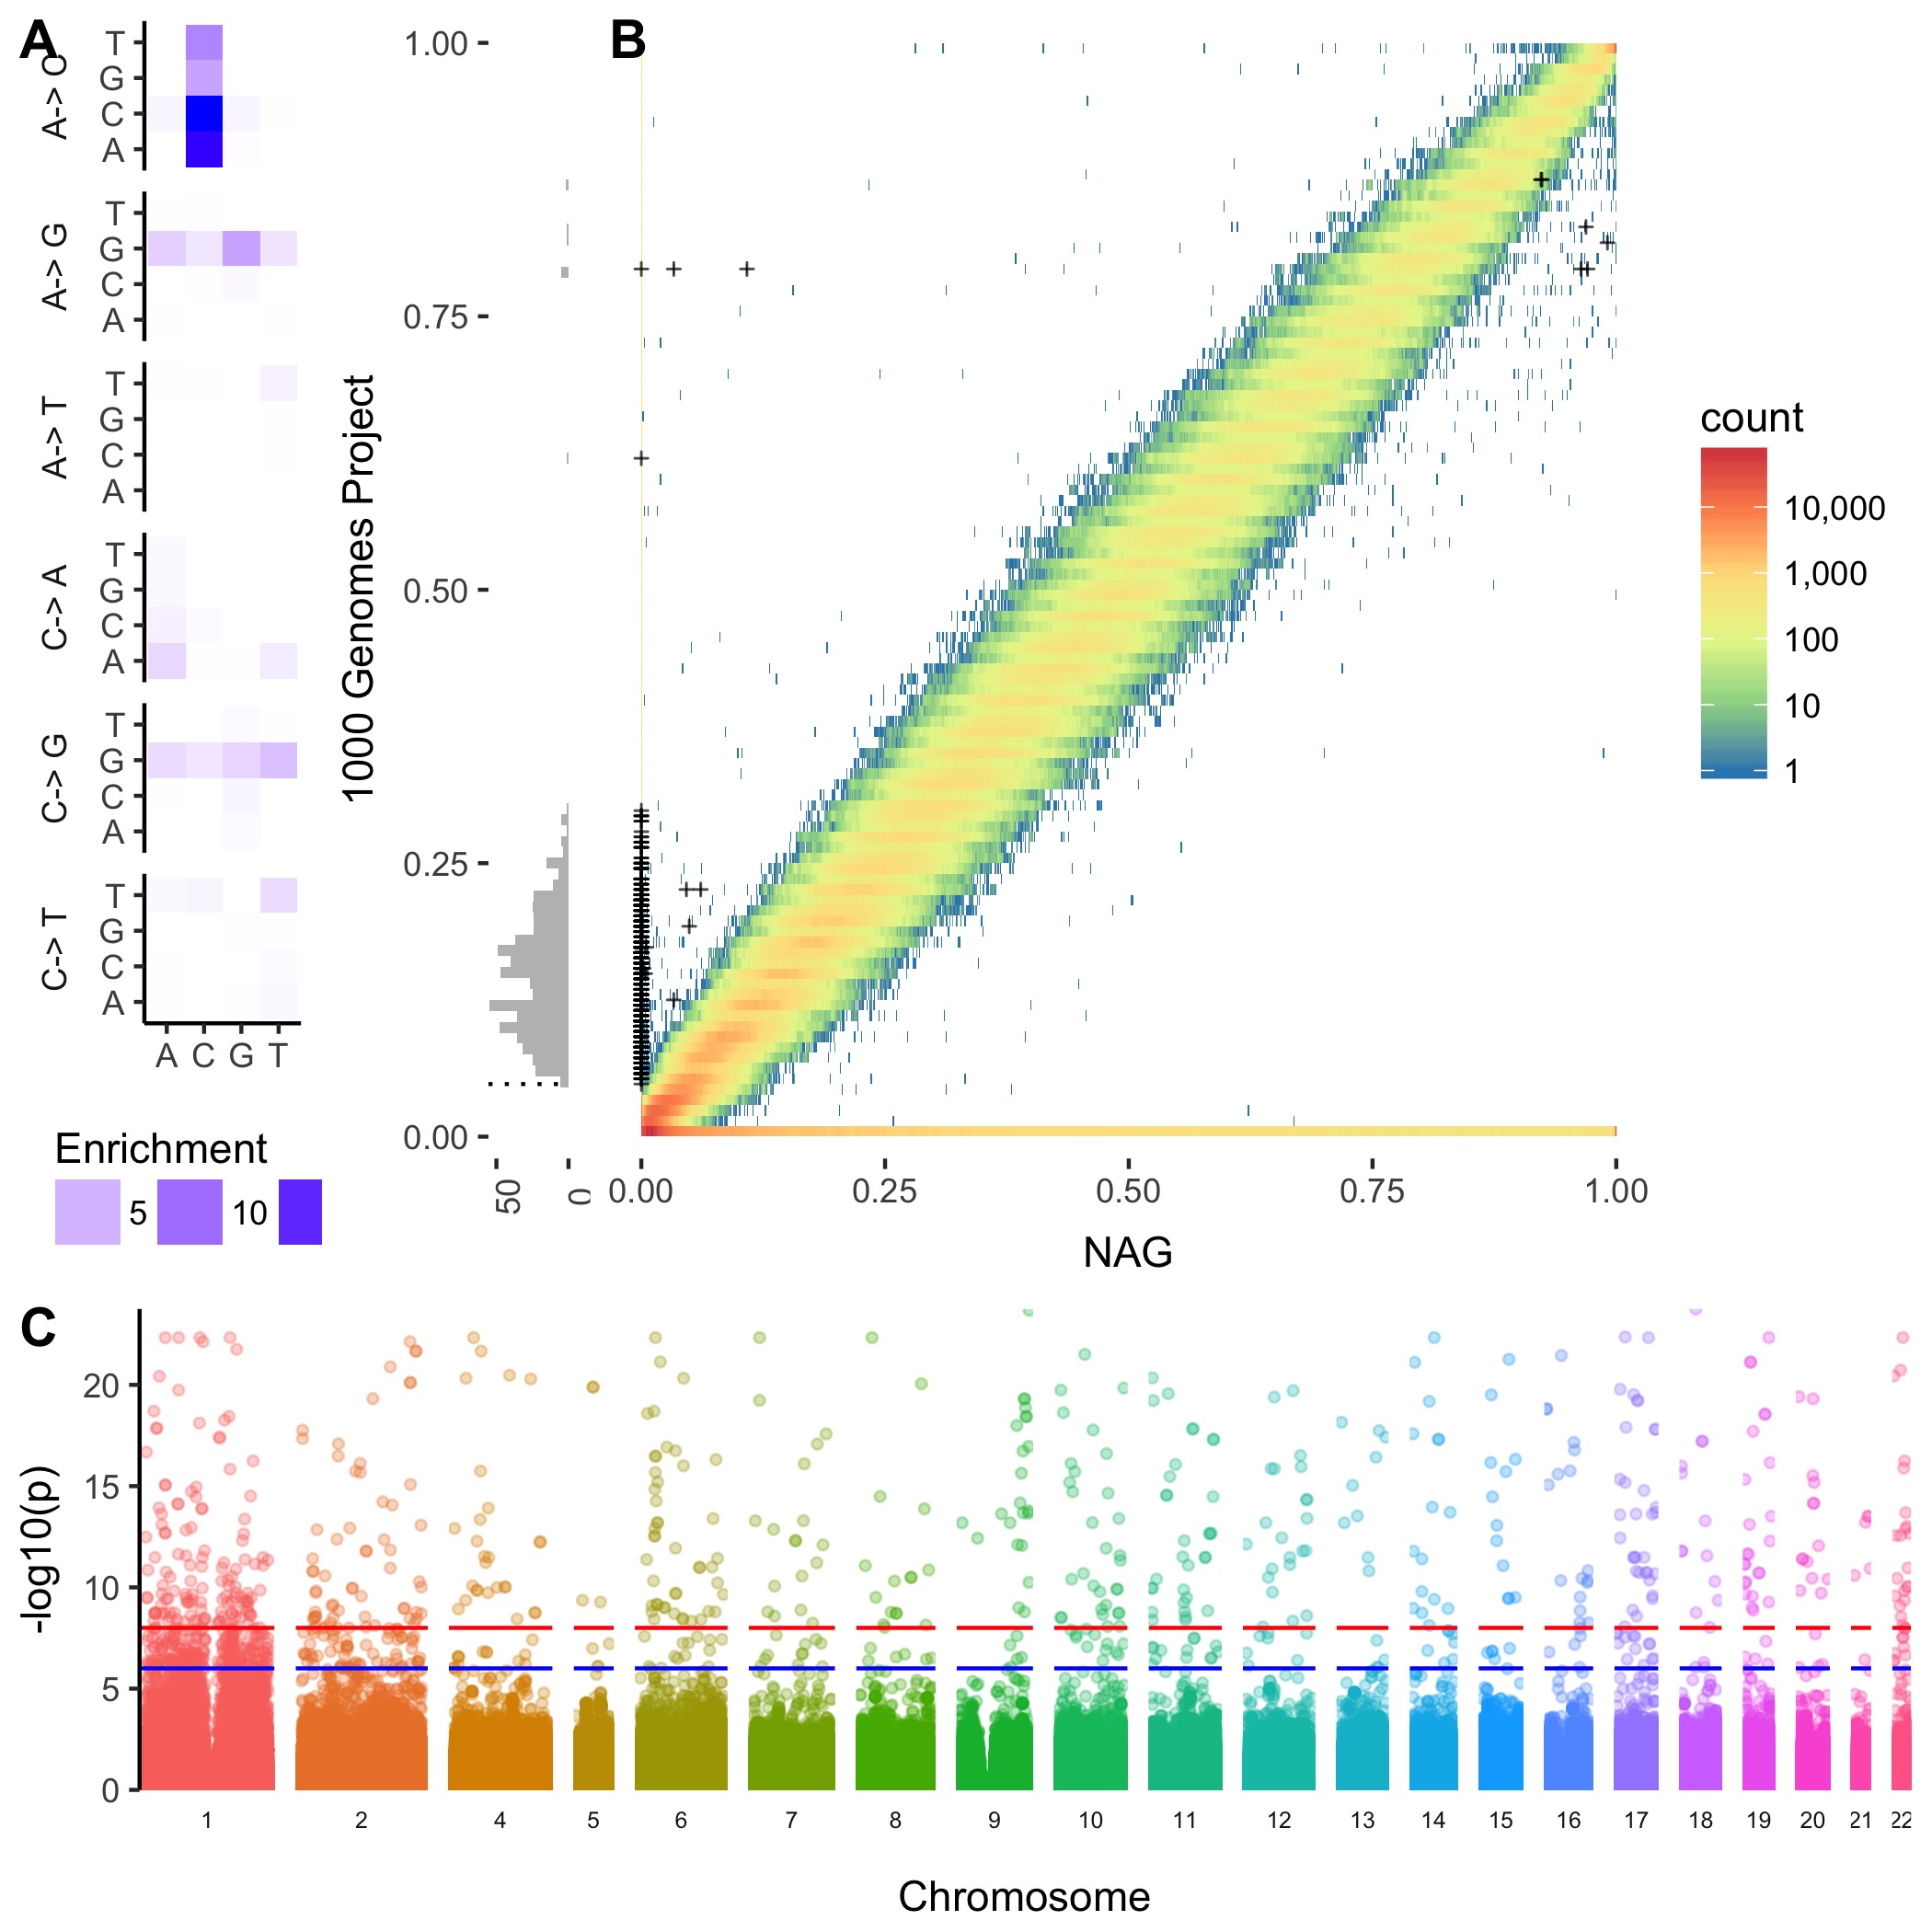 A
A-> C
T
G
C
A
A-> G
T
G
C
A
A-> T
T
G
C
A
C-> A
T
G
C
A
C-> G
T
G
C
A
C-> T
T
G
C
A
A C G T
Enrichment
5 10
B
1000 Genomes Project
1.00
0.75
0.50
0.25
0.00
50 0
0.00 0.25 0.50 0.75 1.00
NAG
count
10,000
1,000
100
10
1
C
-log10(p)
20
15
10
5
0
1 2 4 5 6 7 8 9 10 11 12 13 14 15 16 17 18 19 20 21 22
Chromosome